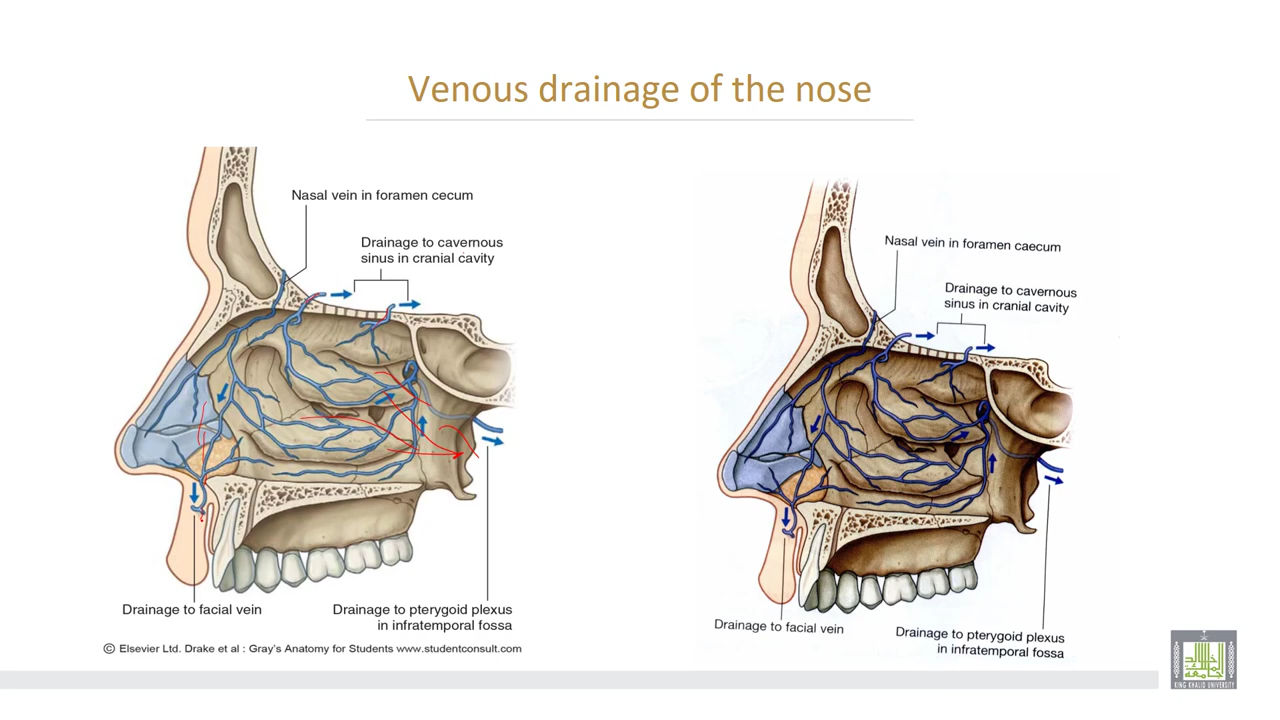 Venous drainage of the nose
Nasal vein in foramen cecum
Drainage to cavernous
sinus in cranial cavity
Drainage to facial vein
Drainage to pterygoid plexus
in infratemporal fossa
© Elsevier Ltd. Drake et al : Gray's Anatomy for Students www.studentconsult.com
Nasal vein in foramen caecum
Drainage to cavernous
sinus in cranial cavity
Drainage to facial vein
Drainage to pterygoid plexus
in infratemporal fossa
KING KHALID UNIVERSITY